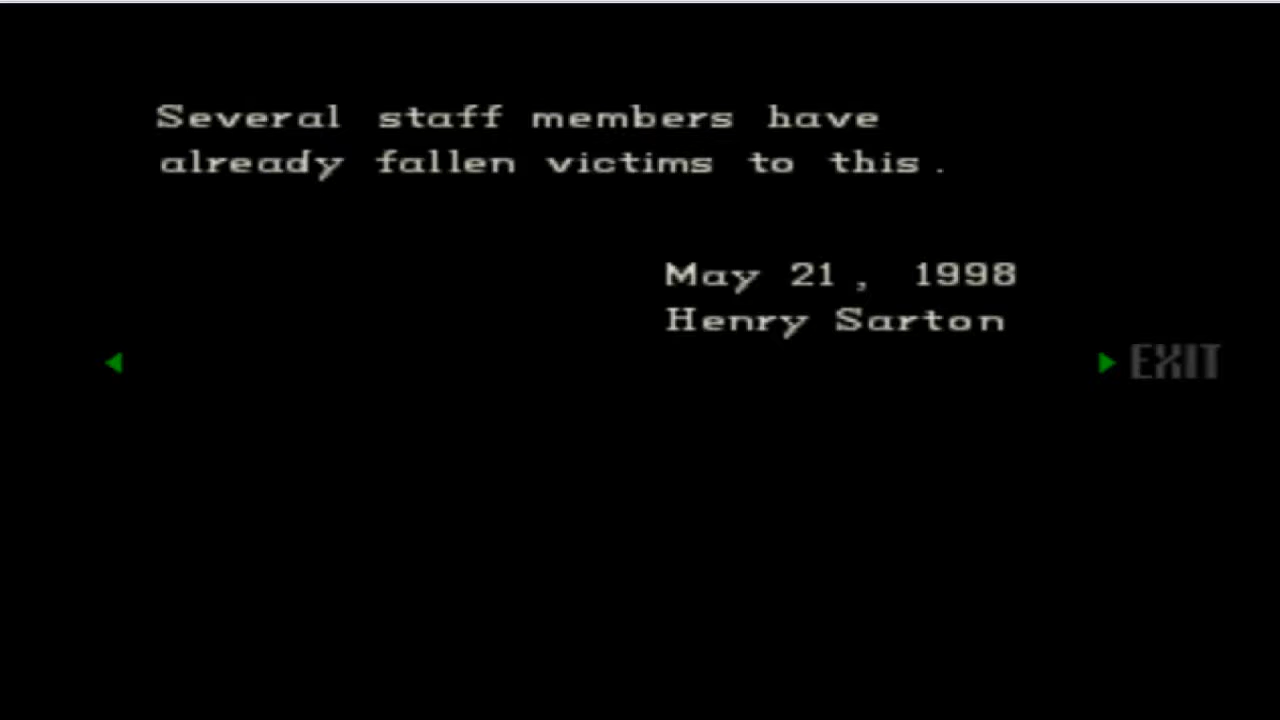 Several staff members have
already fallen victims to this.
May 21, 1998
Henry Sarton
EXIT